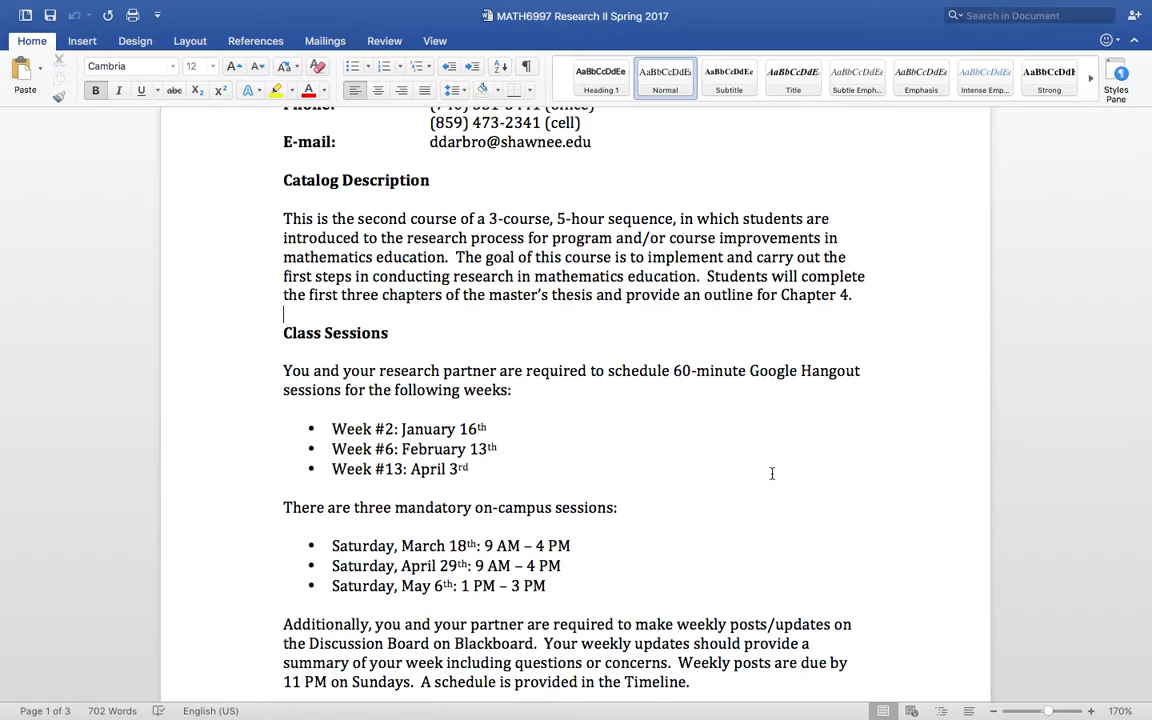 MATH6997 Research II Spring 2017
Search in Document
Home Insert Design Layout References Mailings Review View
Paste
Cambria 12
AaBbCcDdEe AaBbCcDdEe AaBbCcDdEe AaBbCcDdEe AaBbCcDdEe AaBbCcDdEe AaBbCcDdEe AaBbCcDdEe
Heading 1 Normal Subtitle Title Subtle Emph... Emphasis Intense Emp... Strong
Styles
Pane
(859) 473-2341 (cell)
E-mail: ddarbro@shawnee.edu
Catalog Description
This is the second course of a 3-course, 5-hour sequence, in which students are
introduced to the research process for program and/or course improvements in
mathematics education.  The goal of this course is to implement and carry out the
first steps in conducting research in mathematics education.  Students will complete
the first three chapters of the master's thesis and provide an outline for Chapter 4.
Class Sessions
You and your research partner are required to schedule 60-minute Google Hangout
sessions for the following weeks:
• Week #2: January 16th
• Week #6: February 13th
• Week #13: April 3rd
There are three mandatory on-campus sessions:
• Saturday, March 18th: 9 AM – 4 PM
• Saturday, April 29th: 9 AM – 4 PM
• Saturday, May 6th: 1 PM – 3 PM
Additionally, you and your partner are required to make weekly posts/updates on
the Discussion Board on Blackboard.  Your weekly updates should provide a
summary of your week including questions or concerns.  Weekly posts are due by
11 PM on Sundays.  A schedule is provided in the Timeline.
Page 1 of 3 702 Words English (US) 170%